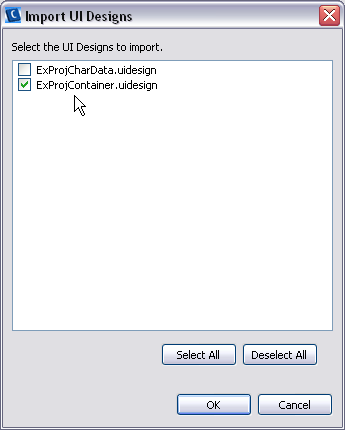 Import UI Designs
Select the UI Designs to import.
ExProjCharData.uidesign
ExProjContainer.uidesign
Select All
Deselect All
OK
Cancel